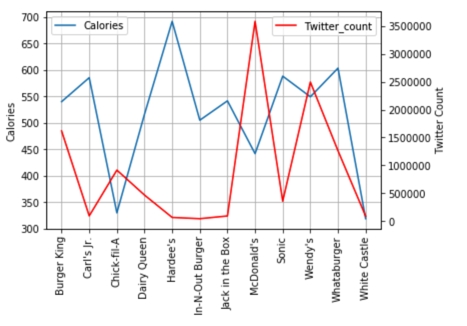 Calories
Twitter_count
700
650
600
550
500
450
400
350
300
Calories
3500000
3000000
2500000
2000000
1500000
1000000
500000
0
Twitter Count
Burger King
Carl's Jr.
Chick-fil-A
Dairy Queen
Hardee's
In-N-Out Burger
Jack in the Box
McDonald's
Sonic
Wendy's
Whataburger
White Castle